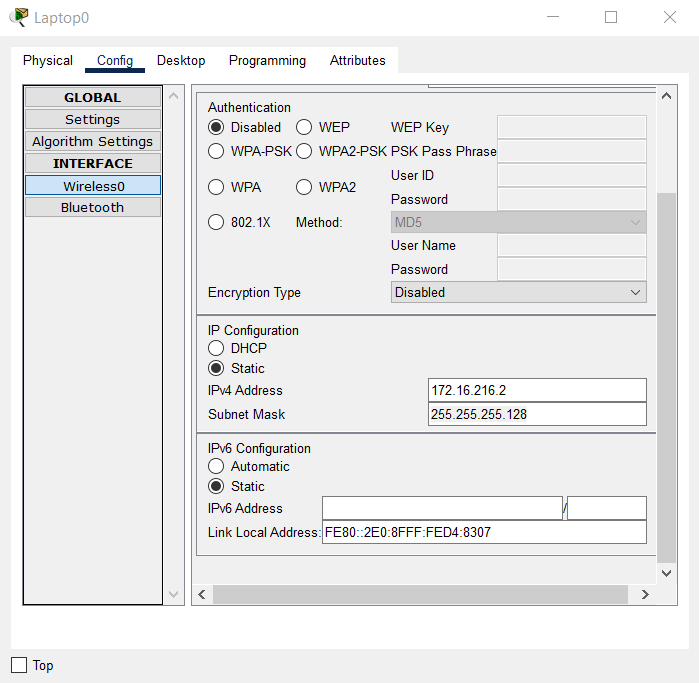 Laptop0
Physical Config Desktop Programming Attributes
GLOBAL
Settings
Algorithm Settings
INTERFACE
Wireless0
Bluetooth
Authentication
Disabled WEP WEP Key
WPA-PSK WPA2-PSK PSK Pass Phrase
User ID
WPA WPA2
Password
802.1X Method: MD5
User Name
Password
Encryption Type Disabled
IP Configuration
DHCP
Static
IPv4 Address 172.16.216.2
Subnet Mask 255.255.255.128
IPv6 Configuration
Automatic
Static
IPv6 Address /
Link Local Address: FE80::2E0:8FFF:FED4:8307
Top